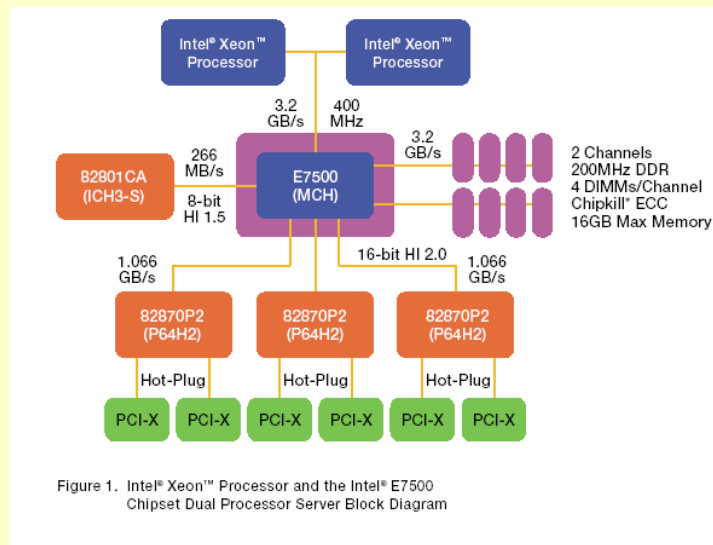 Intel® Xeon™
Processor
Intel® Xeon™
Processor
3.2
GB/s
400
MHz
3.2
GB/s
266
MB/s
82801CA
(ICH3-S)
8-bit
HI 1.5
E7500
(MCH)
2 Channels
200MHz DDR
4 DIMMs/Channel
Chipkill* ECC
16GB Max Memory
1.066
GB/s
16-bit HI 2.0
1.066
GB/s
82870P2
(P64H2)
82870P2
(P64H2)
82870P2
(P64H2)
Hot-Plug
Hot-Plug
Hot-Plug
PCI-X
PCI-X
PCI-X
PCI-X
PCI-X
PCI-X
Figure 1. Intel® Xeon™ Processor and the Intel® E7500
Chipset Dual Processor Server Block Diagram